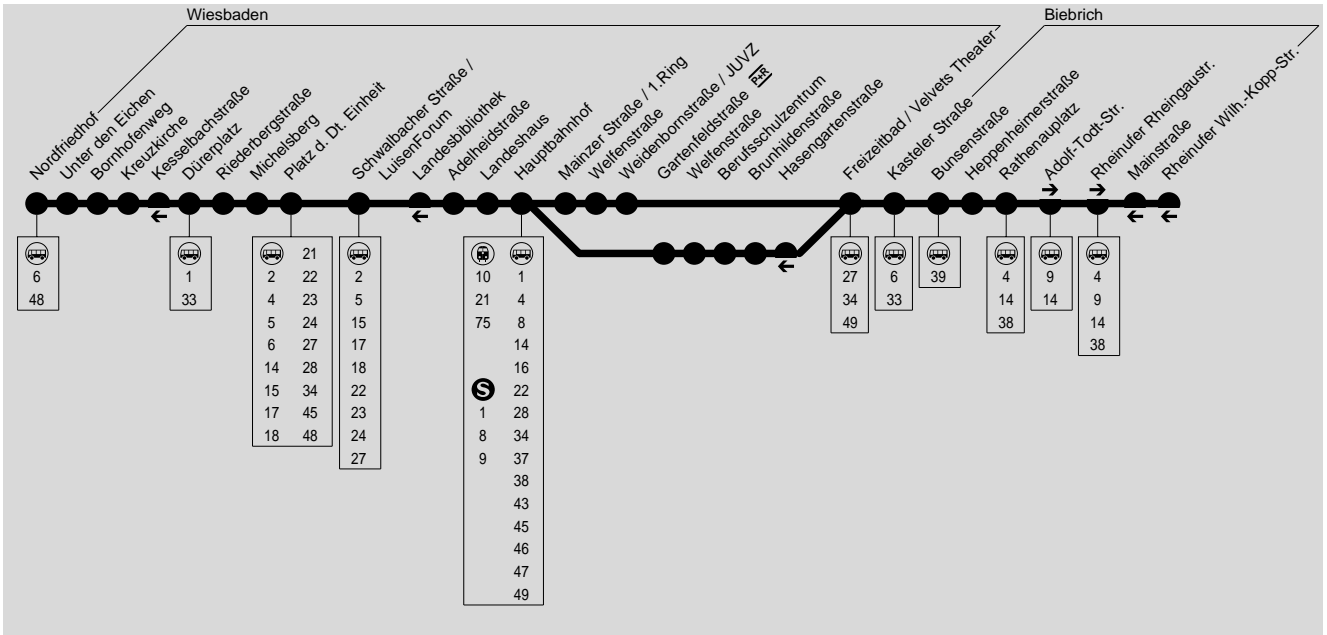 Wiesbaden
Biebrich
Nordfriedhof
Unter den Eichen
Bornhofenweg
Kreuzkirche
Kesselbachstraße
Dürerplatz
Riederbergstraße
Michelsberg
Platz d. Dt. Einheit
Schwalbacher Straße /
LuisenForum
Landesbibliothek
Adelheidstraße
Landeshaus
Hauptbahnhof
Mainzer Straße / 1.Ring
Welfenstraße
Weidenbornstraße / JUVZ
Gartenfeldstraße P+R
Welfenstraße
Berufsschulzentrum
Brunhildenstraße
Hasengartenstraße
Freizeitbad / Velvets Theater
Kasteler Straße
Bunsenstraße
Heppenheimerstraße
Rathenauplatz
Adolf-Todt-Str.
Rheinufer Rheingaustr.
Mainstraße
Rheinufer Wilh.-Kopp-Str.
6
48
1
33
2
4
5
6
14
15
17
18
21
22
23
24
27
28
34
45
48
2
5
15
17
18
22
23
24
27
10
21
75
S
1
8
9
1
4
8
14
16
22
28
34
37
38
43
45
46
47
49
27
34
49
6
33
39
4
14
38
9
14
4
9
14
38